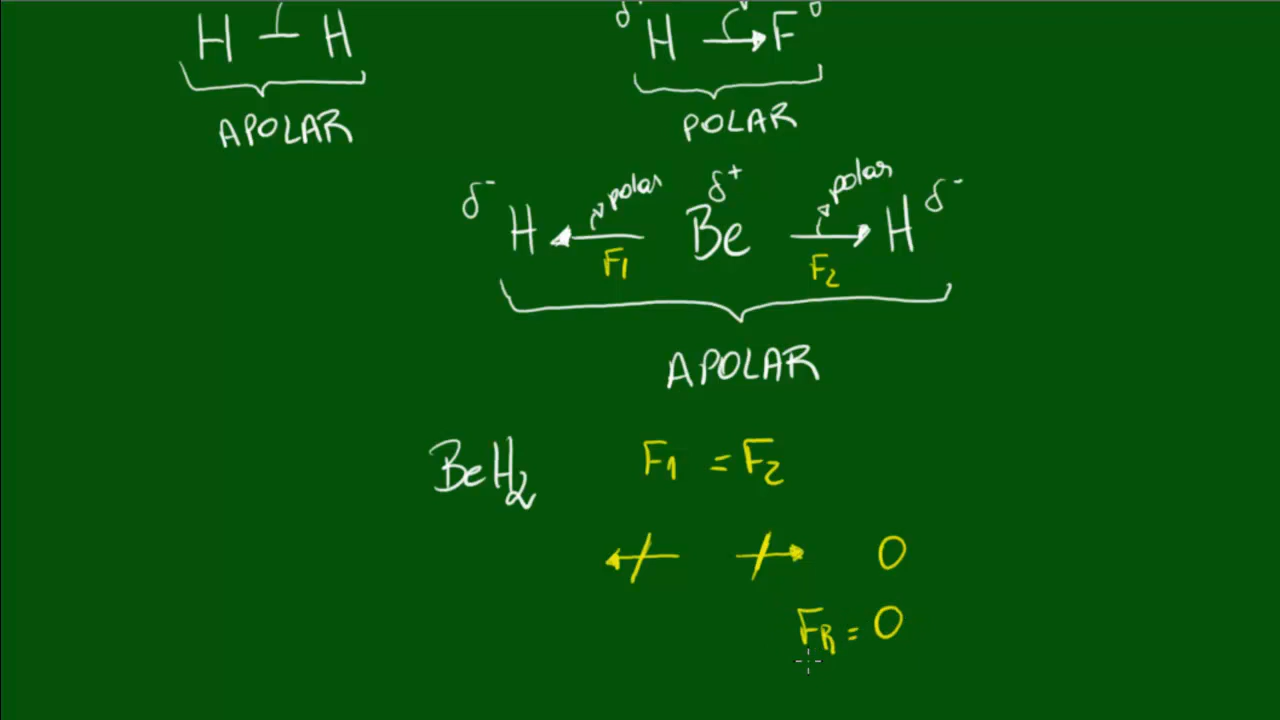 H — H
δ H → F δ
APOLAR
POLAR
δ⁻ H ← polar Be δ⁺ → polar H δ⁻
F1 F2
APOLAR
BeH2 F1 = F2
0
FR = 0